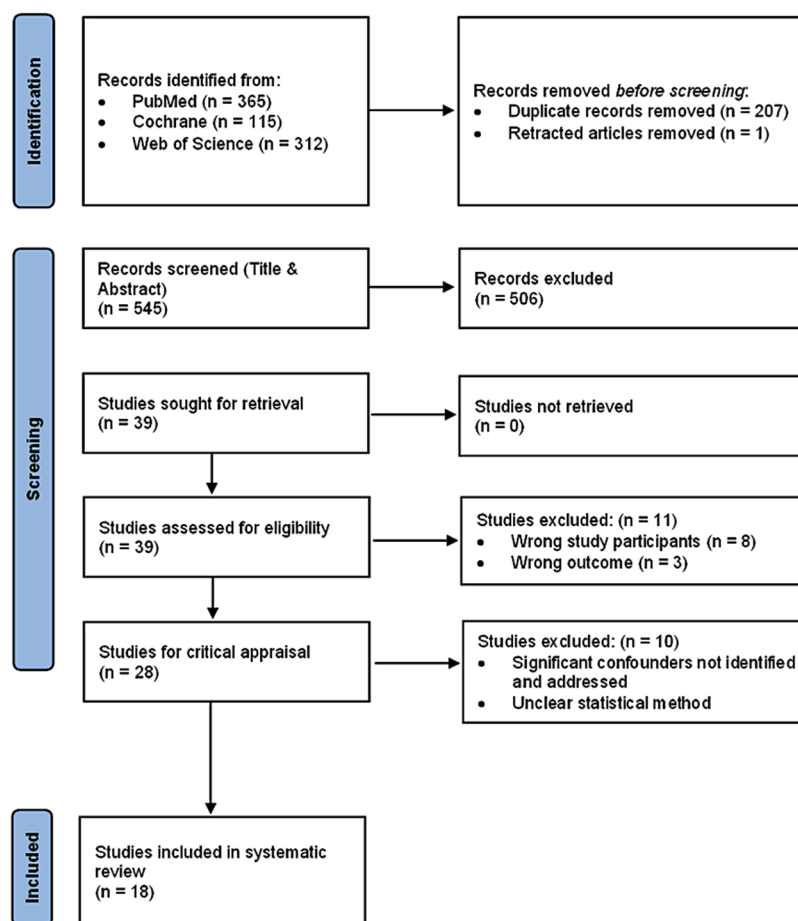 Identification
Records identified from:
• PubMed (n = 365)
• Cochrane (n = 115)
• Web of Science (n = 312)
Records removed before screening:
• Duplicate records removed (n = 207)
• Retracted articles removed (n = 1)
Screening
Records screened (Title &
Abstract)
(n = 545)
Records excluded
(n = 506)
Studies sought for retrieval
(n = 39)
Studies not retrieved
(n = 0)
Studies assessed for eligibility
(n = 39)
Studies excluded: (n = 11)
• Wrong study participants (n = 8)
• Wrong outcome (n = 3)
Studies for critical appraisal
(n = 28)
Studies excluded: (n = 10)
• Significant confounders not identified
and addressed
• Unclear statistical method
Included
Studies included in systematic
review
(n = 18)